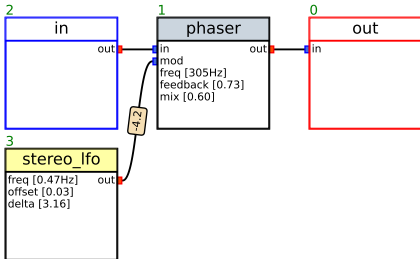 2
in
out
1
phaser
in
out
mod
freq [305Hz]
feedback [0.73]
mix [0.60]
0
out
in
-4.2
3
stereo_lfo
freq [0.47Hz]
out
offset [0.03]
delta [3.16]